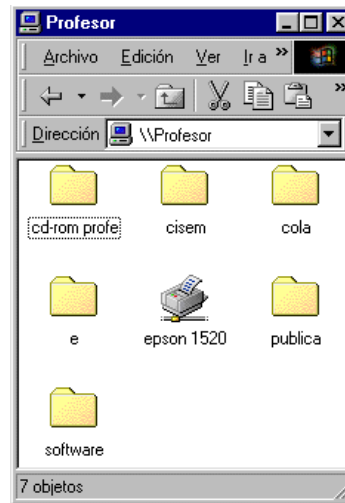 Profesor
Archivo Edición Ver Ir a »
»
Dirección \\Profesor
cd-rom profe cisem cola
e epson 1520 publica
software
7 objetos